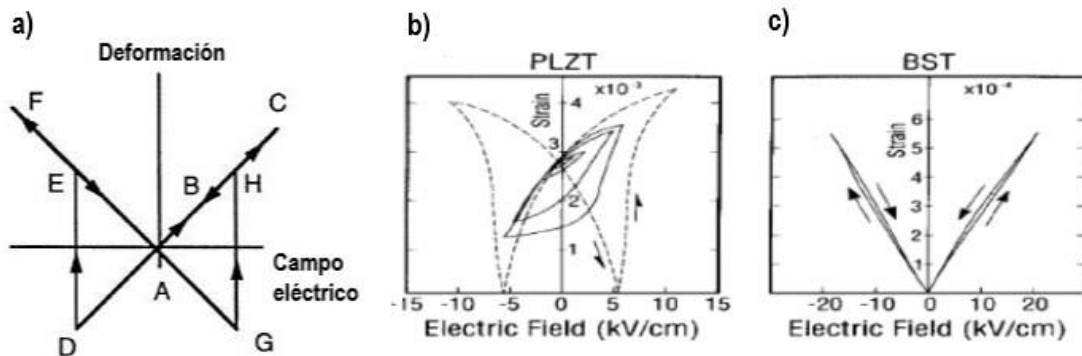 a)
Deformación
F
C
E
B
H
A
Campo
eléctrico
D
G
b)
PLZT
x10⁻³
Strain
4
3
2
1
-15 -10 -5 0 5 10 15
Electric Field (kV/cm)
c)
BST
x10⁻⁴
Strain
6
5
4
3
2
1
-20 -10 0 10 20
Electric Field (kV/cm)